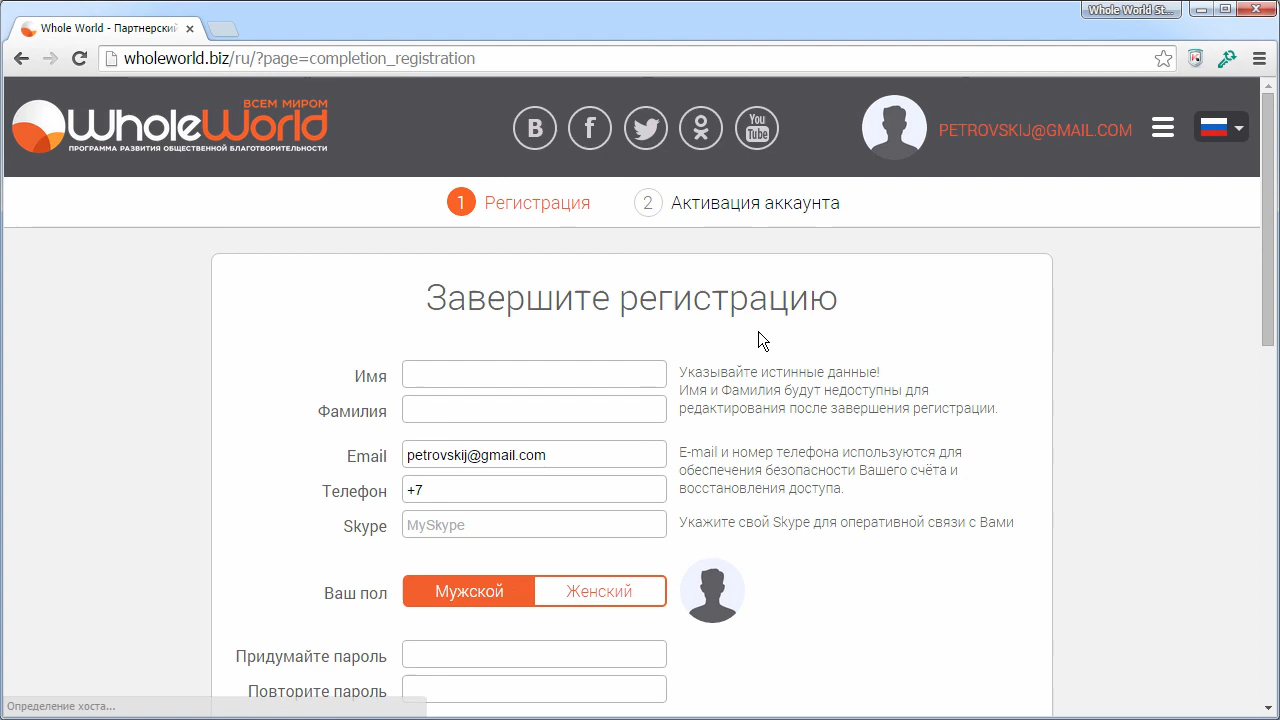 Whole World St...
Whole World - Партнерский
wholeworld.biz/ru/?page=completion_registration
ВСЕМ МИРОМ
WholeWorld
ПРОГРАММА РАЗВИТИЯ ОБЩЕСТВЕННОЙ БЛАГОТВОРИТЕЛЬНОСТИ
B
f
You
Tube
PETROVSKIJ@GMAIL.COM
1 Регистрация
2 Активация аккаунта
Завершите регистрацию
Имя
Указывайте истинные данные!
Имя и Фамилия будут недоступны для
Фамилия
редактирования после завершения регистрации.
Email petrovskij@gmail.com
E-mail и номер телефона используются для
обеспечения безопасности Вашего счёта и
Телефон +7
восстановления доступа.
Skype MySkype
Укажите свой Skype для оперативной связи с Вами
Ваш пол Мужской Женский
Придумайте пароль
Повторите пароль
Определение хоста...